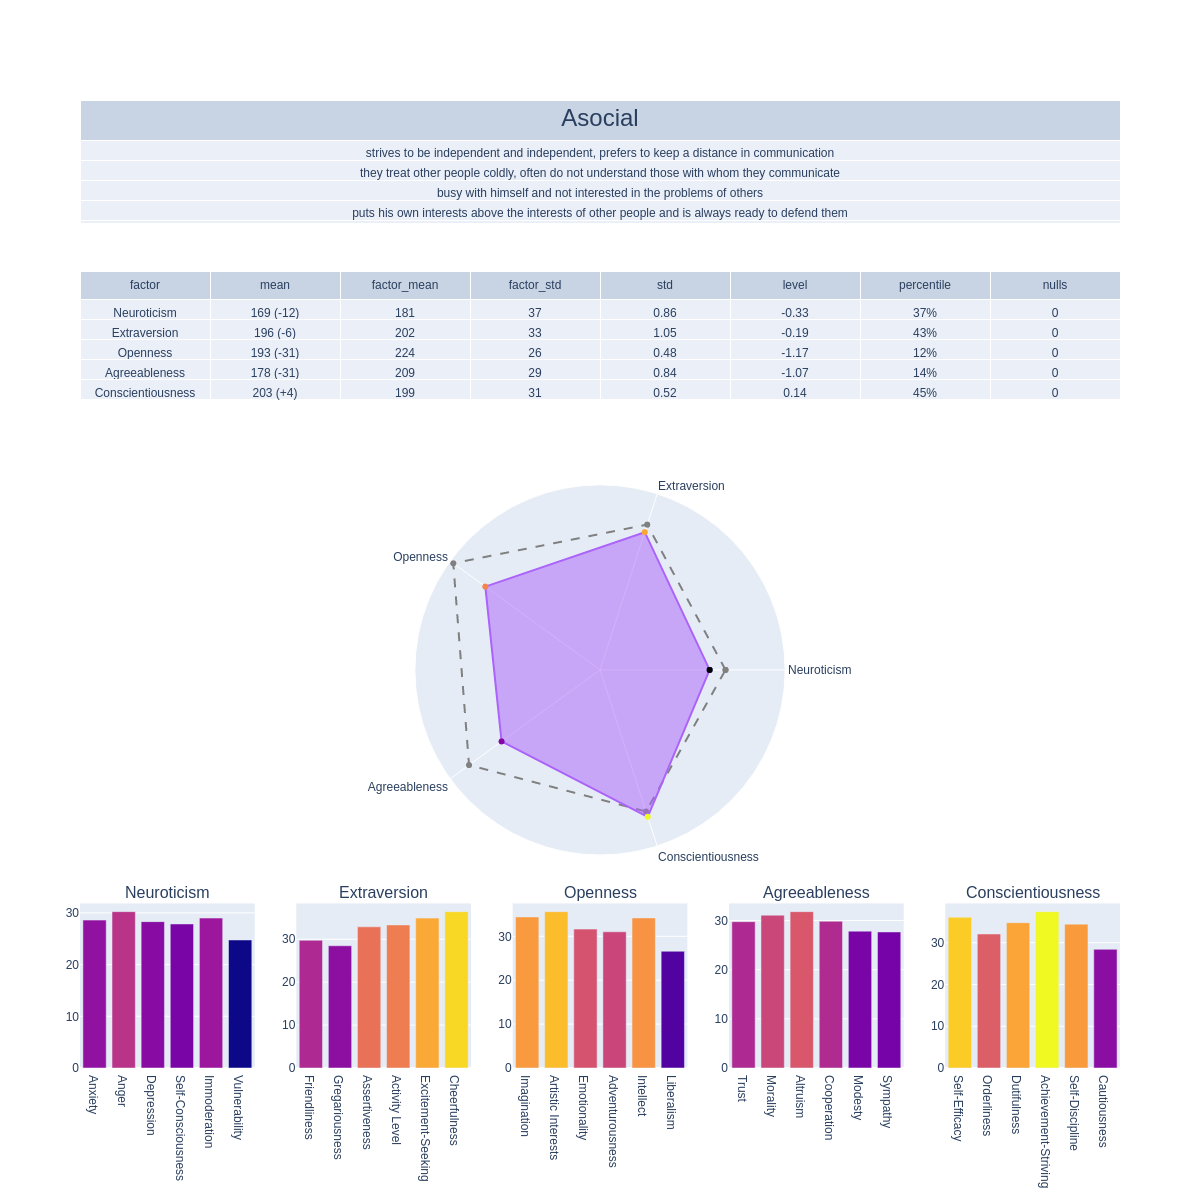 Asocial
strives to be independent and independent, prefers to keep a distance in communication
they treat other people coldly, often do not understand those with whom they communicate
busy with himself and not interested in the problems of others
puts his own interests above the interests of other people and is always ready to defend them
factor mean factor_mean factor_std std level percentile nulls
Neuroticism 169 (-12) 181 37 0.86 -0.33 37% 0
Extraversion 196 (-6) 202 33 1.05 -0.19 43% 0
Openness 193 (-31) 224 26 0.48 -1.17 12% 0
Agreeableness 178 (-31) 209 29 0.84 -1.07 14% 0
Conscientiousness 203 (+4) 199 31 0.52 0.14 45% 0
Extraversion
Openness
Neuroticism
Agreeableness
Conscientiousness
Neuroticism
30
20
10
0
Anxiety
Anger
Depression
Self-Consciousness
Immoderation
Vulnerability
Extraversion
30
20
10
0
Friendliness
Gregariousness
Assertiveness
Activity Level
Excitement-Seeking
Cheerfulness
Openness
30
20
10
0
Imagination
Artistic Interests
Emotionality
Adventurousness
Intellect
Liberalism
Agreeableness
30
20
10
0
Trust
Morality
Altruism
Cooperation
Modesty
Sympathy
Conscientiousness
30
20
10
0
Self-Efficacy
Orderliness
Dutifulness
Achievement-Striving
Self-Discipline
Cautiousness